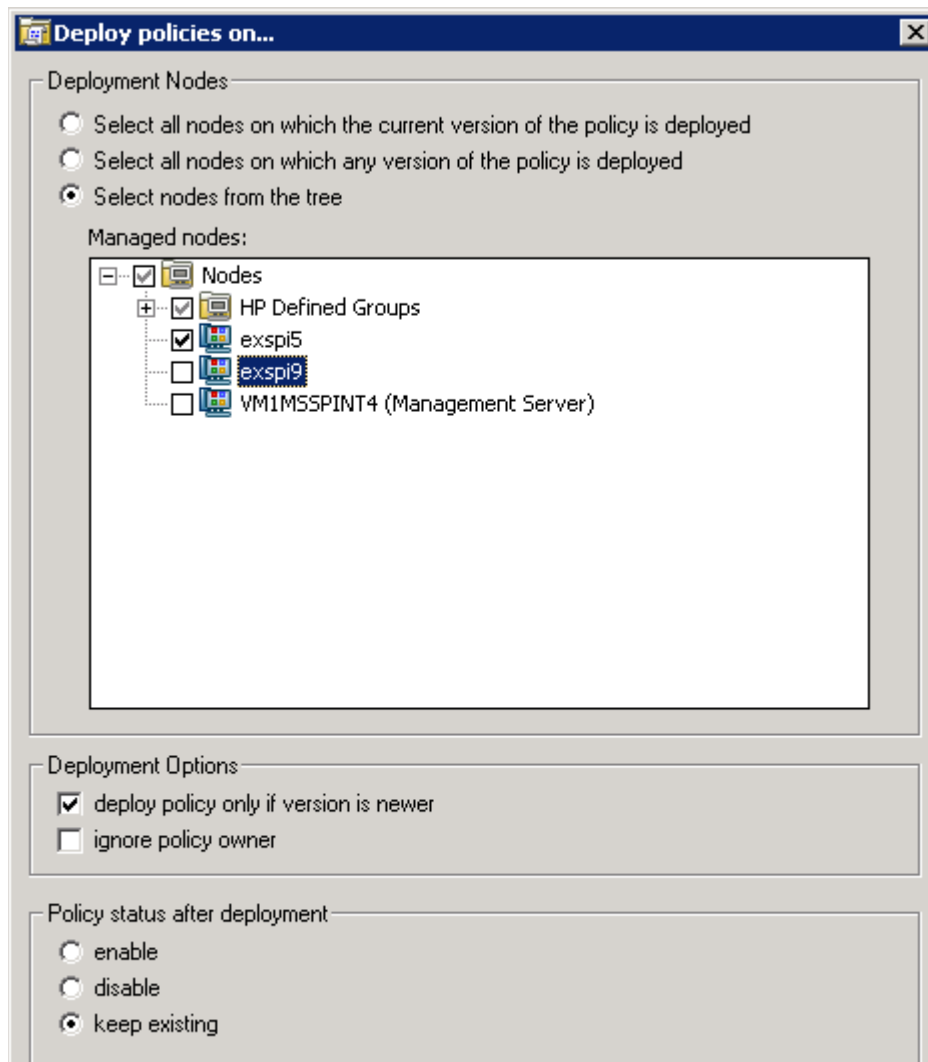 Deploy policies on...
Deployment Nodes
Select all nodes on which the current version of the policy is deployed
Select all nodes on which any version of the policy is deployed
Select nodes from the tree
Managed nodes:
Nodes
HP Defined Groups
exspi5
exspi9
VM1MSSPINT4 (Management Server)
Deployment Options
deploy policy only if version is newer
ignore policy owner
Policy status after deployment
enable
disable
keep existing